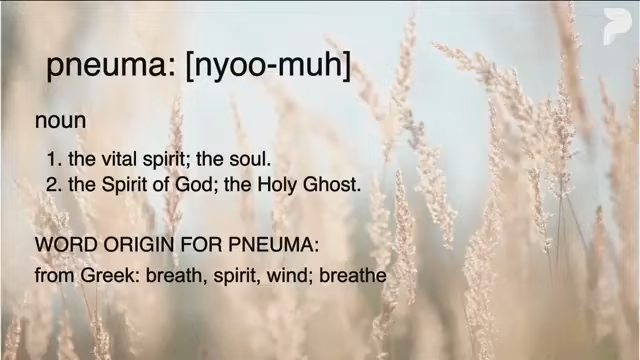 pneuma: [nyoo-muh]
noun
1. the vital spirit; the soul.
2. the Spirit of God; the Holy Ghost.
WORD ORIGIN FOR PNEUMA:
from Greek: breath, spirit, wind; breathe